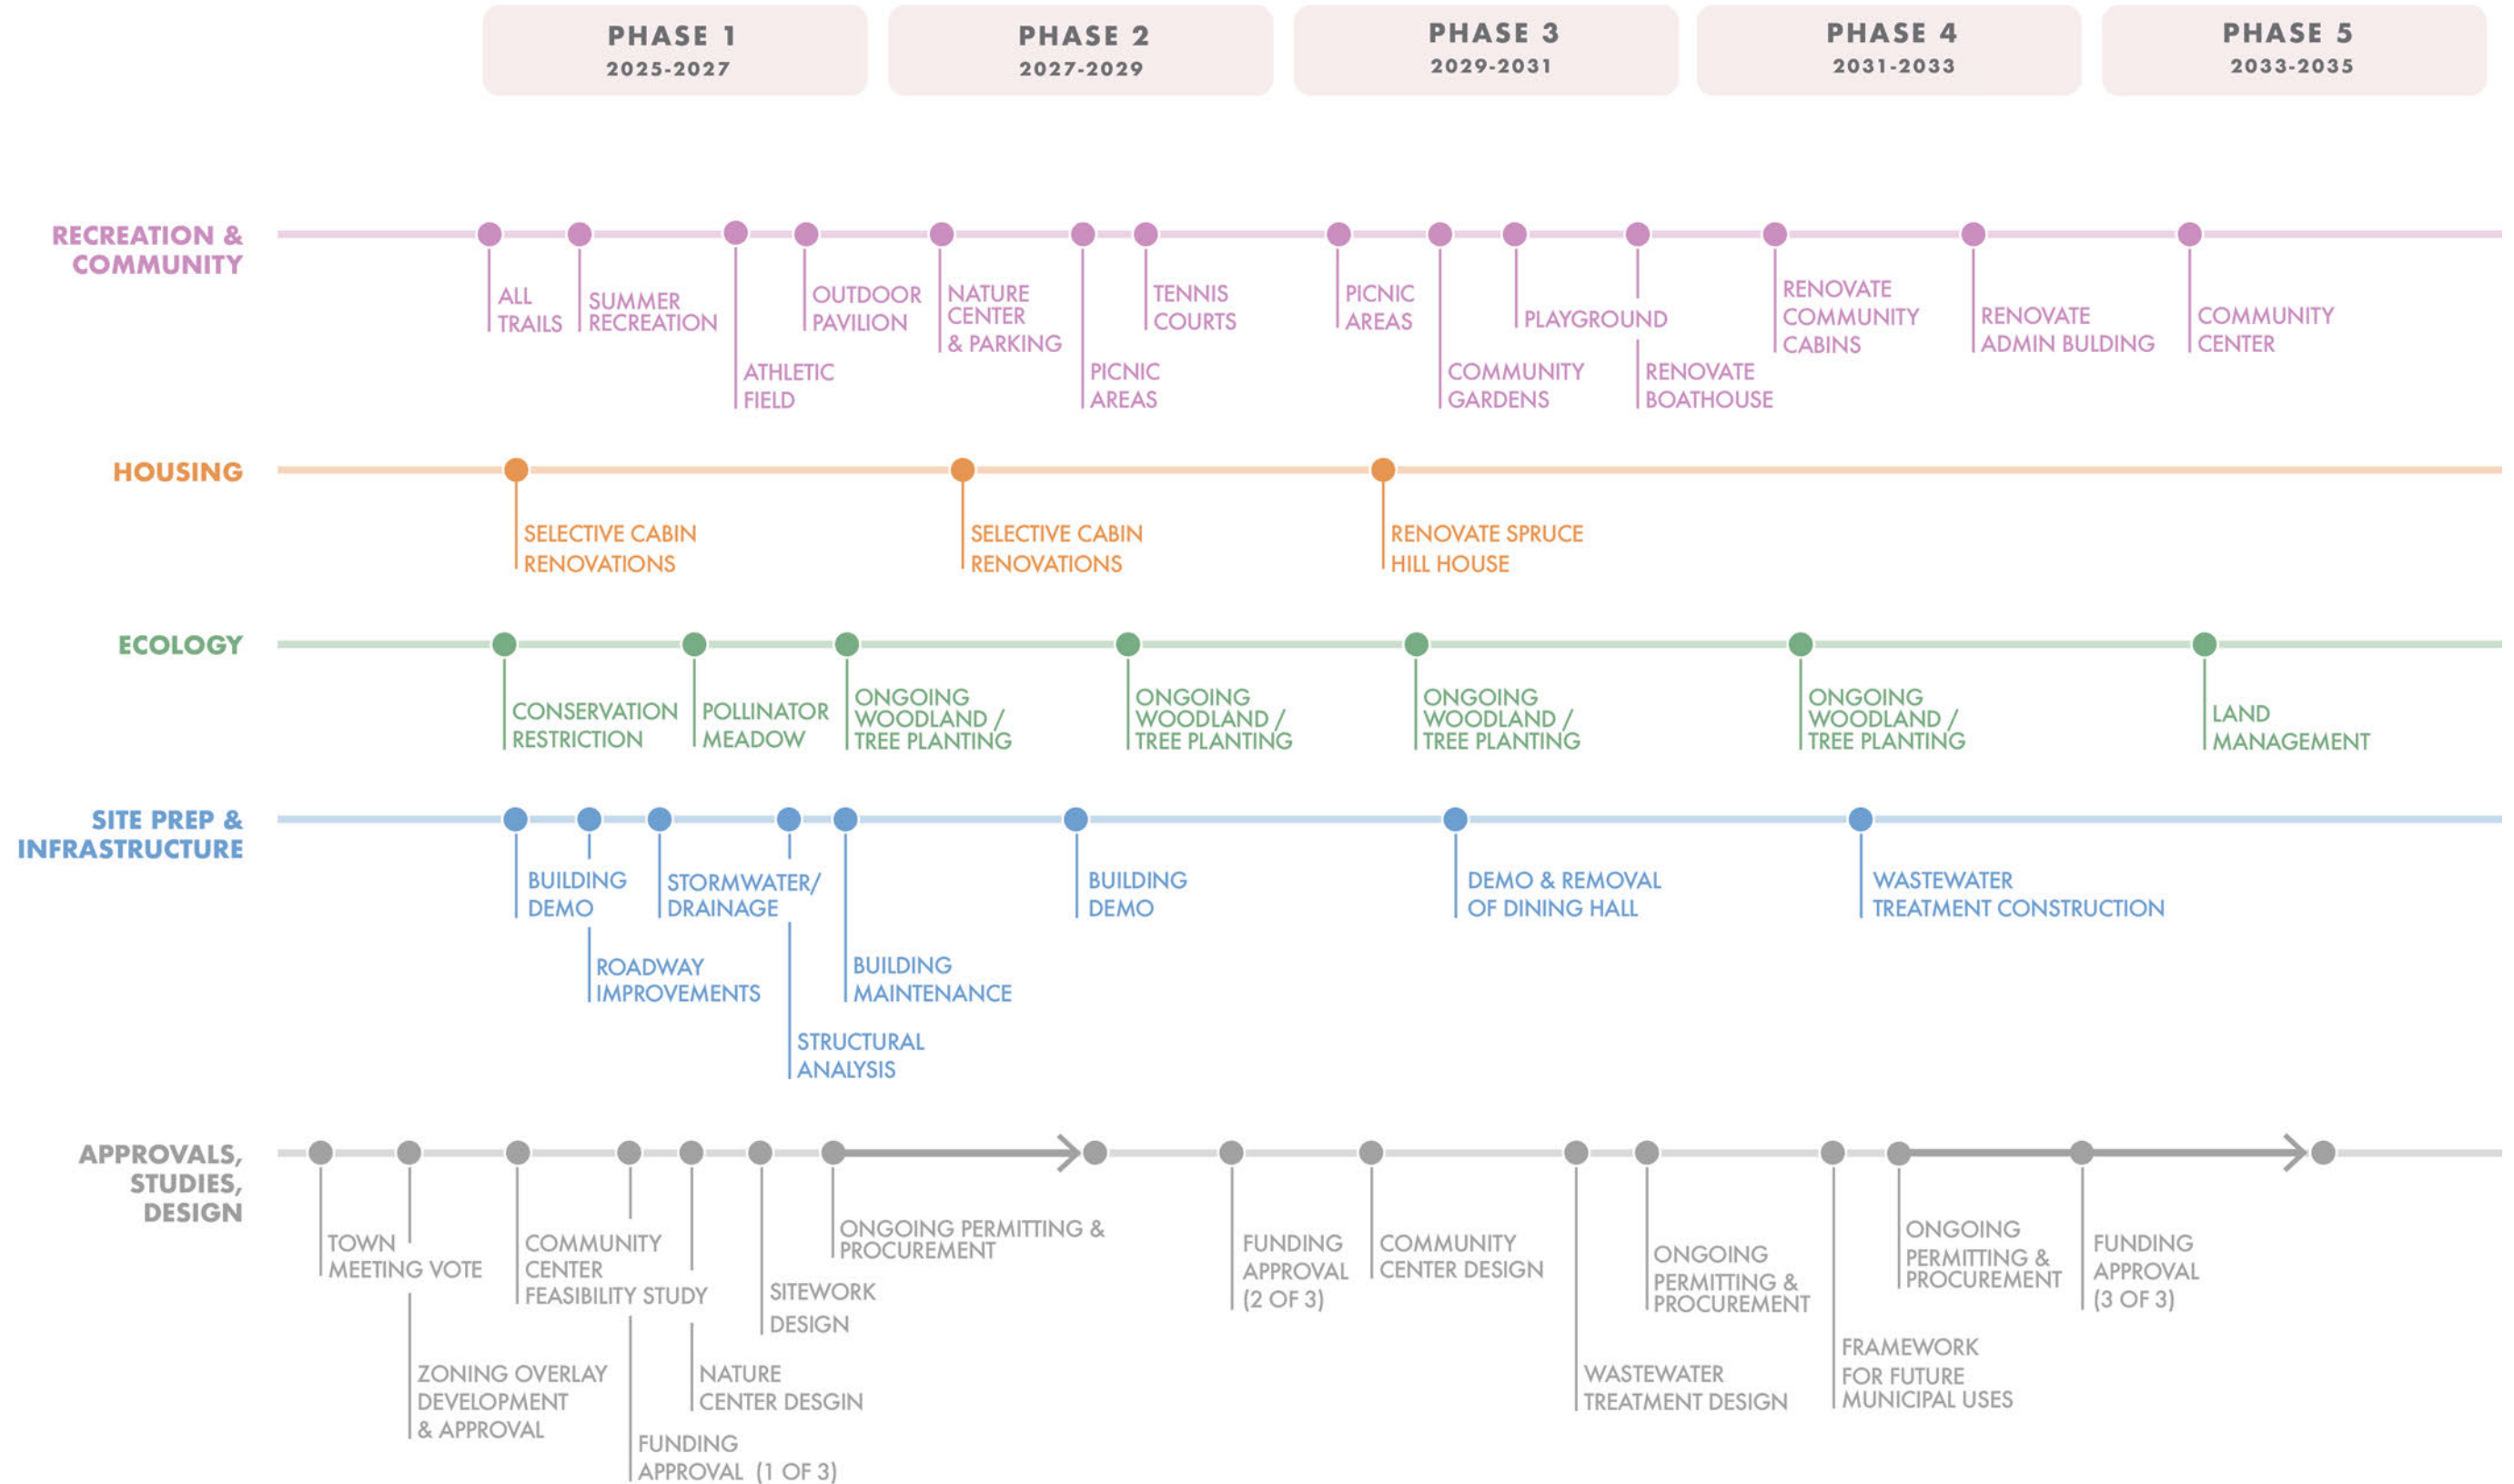 PHASE 1
2025-2027
PHASE 2
2027-2029
PHASE 3
2029-2031
PHASE 4
2031-2033
PHASE 5
2033-2035
RECREATION &
COMMUNITY
ALL
TRAILS
SUMMER
RECREATION
ATHLETIC
FIELD
OUTDOOR
PAVILION
NATURE
CENTER
& PARKING
PICNIC
AREAS
TENNIS
COURTS
PICNIC
AREAS
COMMUNITY
GARDENS
PLAYGROUND
RENOVATE
BOATHOUSE
RENOVATE
COMMUNITY
CABINS
RENOVATE
ADMIN BULDING
COMMUNITY
CENTER
HOUSING
SELECTIVE CABIN
RENOVATIONS
SELECTIVE CABIN
RENOVATIONS
RENOVATE SPRUCE
HILL HOUSE
ECOLOGY
CONSERVATION
RESTRICTION
POLLINATOR
MEADOW
ONGOING
WOODLAND /
TREE PLANTING
ONGOING
WOODLAND /
TREE PLANTING
ONGOING
WOODLAND /
TREE PLANTING
ONGOING
WOODLAND /
TREE PLANTING
LAND
MANAGEMENT
SITE PREP &
INFRASTRUCTURE
BUILDING
DEMO
ROADWAY
IMPROVEMENTS
STORMWATER/
DRAINAGE
STRUCTURAL
ANALYSIS
BUILDING
MAINTENANCE
BUILDING
DEMO
DEMO & REMOVAL
OF DINING HALL
WASTEWATER
TREATMENT CONSTRUCTION
APPROVALS,
STUDIES,
DESIGN
TOWN
MEETING VOTE
ZONING OVERLAY
DEVELOPMENT
& APPROVAL
COMMUNITY
CENTER
FEASIBILITY STUDY
FUNDING
APPROVAL (1 OF 3)
NATURE
CENTER DESGIN
SITEWORK
DESIGN
ONGOING PERMITTING &
PROCUREMENT
FUNDING
APPROVAL
(2 OF 3)
COMMUNITY
CENTER DESIGN
WASTEWATER
TREATMENT DESIGN
ONGOING
PERMITTING &
PROCUREMENT
FRAMEWORK
FOR FUTURE
MUNICIPAL USES
ONGOING
PERMITTING &
PROCUREMENT
FUNDING
APPROVAL
(3 OF 3)